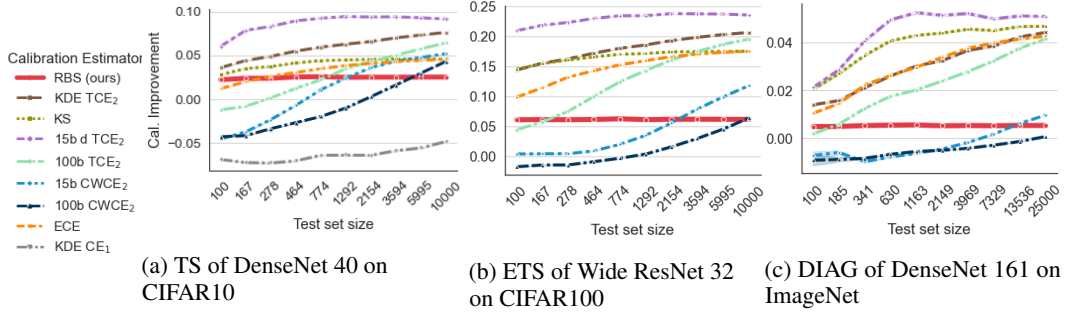 Calibration Estimator
RBS (ours)
KDE TCE2
KS
15b d TCE2
100b TCE2
15b CWCE2
100b CWCE2
ECE
KDE CE1
Cal. Improvement
0.10
0.05
0.00
−0.05
100 167 278 464 774 1292 2154 3594 5995 10000
Test set size
0.25
0.20
0.15
0.10
0.05
0.00
100 167 278 464 774 1292 2154 3594 5995 10000
Test set size
0.04
0.02
0.00
100 185 341 630 1163 2149 3969 7329 13536 25000
Test set size
(a) TS of DenseNet 40 on
CIFAR10
(b) ETS of Wide ResNet 32
on CIFAR100
(c) DIAG of DenseNet 161 on
ImageNet